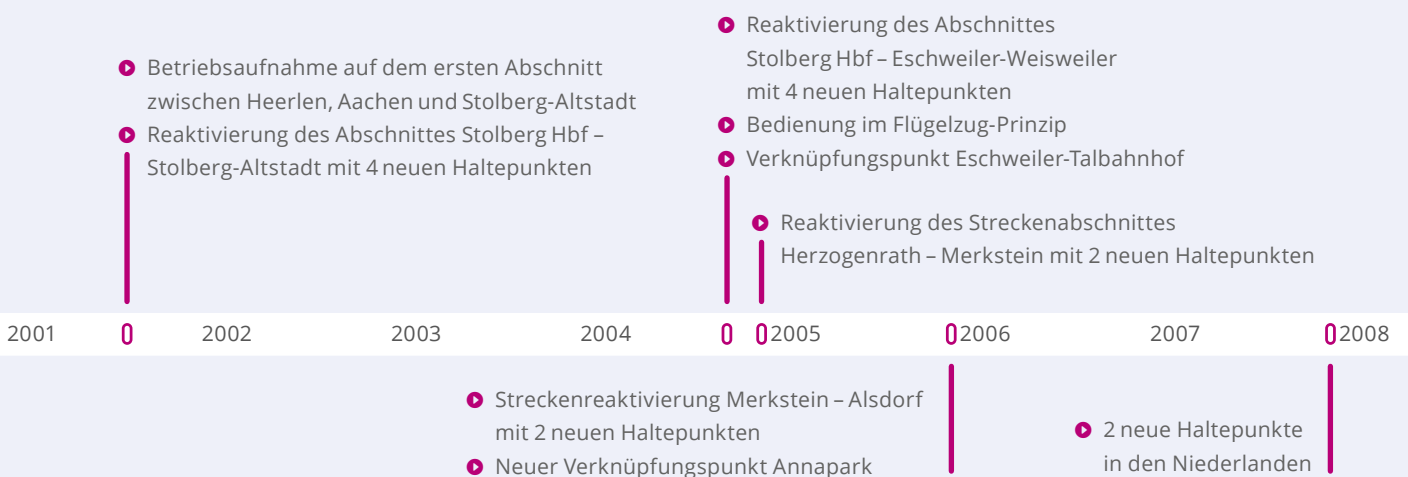 Betriebsaufnahme auf dem ersten Abschnitt
zwischen Heerlen, Aachen und Stolberg-Altstadt
Reaktivierung des Abschnittes Stolberg Hbf –
Stolberg-Altstadt mit 4 neuen Haltepunkten
Reaktivierung des Abschnittes
Stolberg Hbf – Eschweiler-Weisweiler
mit 4 neuen Haltepunkten
Bedienung im Flügelzug-Prinzip
Verknüpfungspunkt Eschweiler-Talbahnhof
Reaktivierung des Streckenabschnittes
Herzogenrath – Merkstein mit 2 neuen Haltepunkten
2001 2002 2003 2004 2005 2006 2007 2008
Streckenreaktivierung Merkstein – Alsdorf
mit 2 neuen Haltepunkten
Neuer Verknüpfungspunkt Annapark
2 neue Haltepunkte
in den Niederlanden